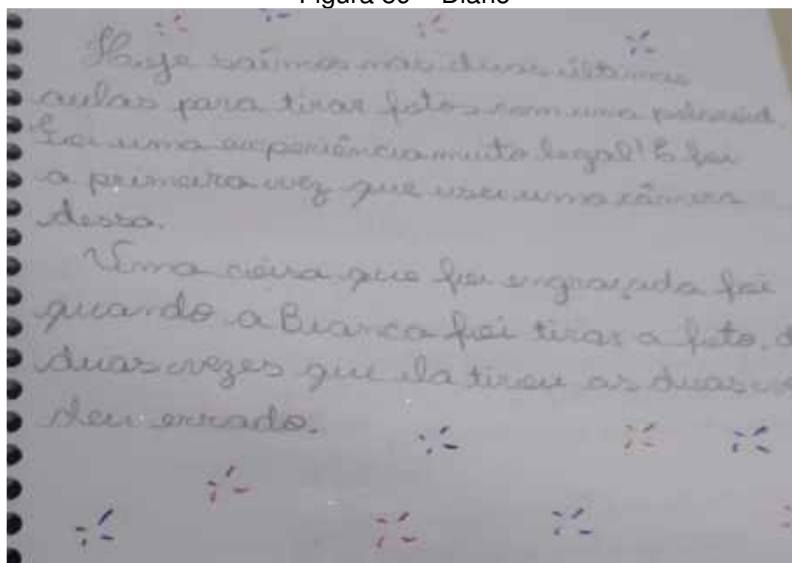 Figura 30 – Diário
Hoje saímos nas duas últimas
aulas para tirar fotos com uma polaroid.
Foi uma experiência muito legal! E foi
a primeira vez que usei uma câmera
dessa.
Uma coisa que foi engraçada foi
quando a Bianca foi tirar a foto,
duas vezes que ela tirou as duas
deu errado.